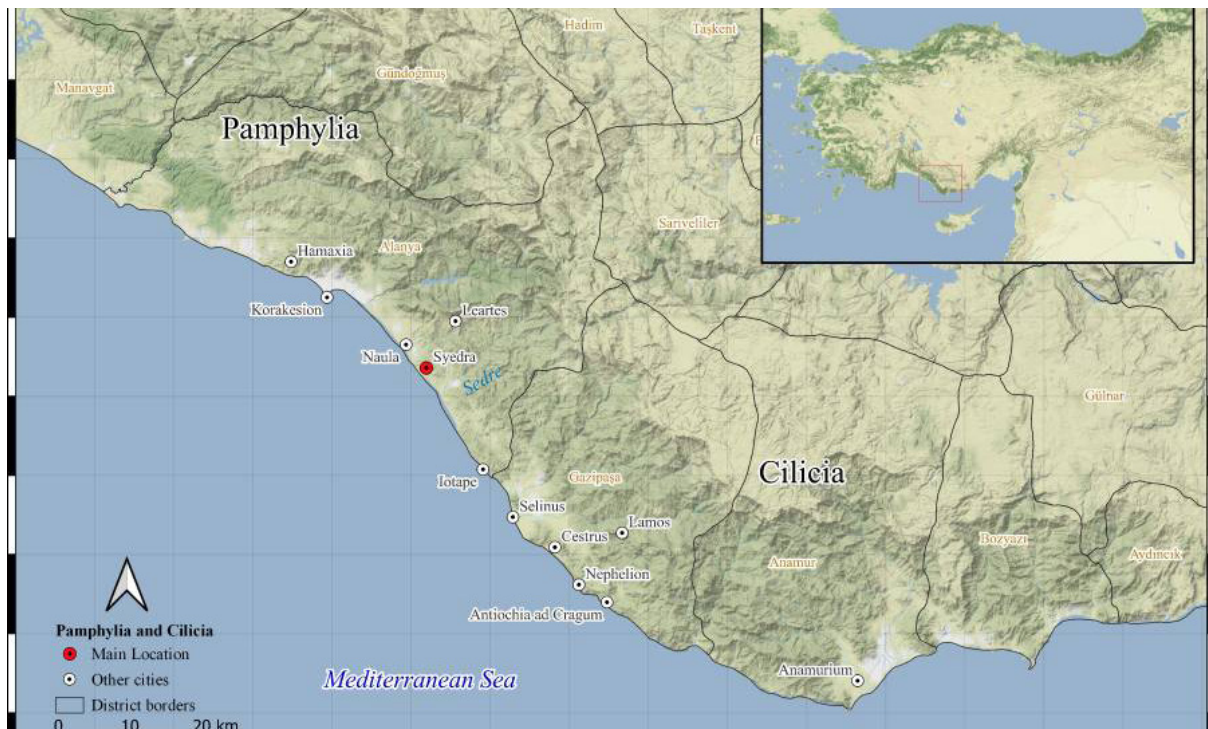 Hadim
Taşkent
Gündoğmuş
Manavgat
Pamphylia
Sarıveliler
Alanya
Hamaxia
Korakesion
Leartes
Naula
Syedra
Sedre
Gülnar
Iotape
Gazipaşa
Cilicia
Selinus
Lamos
Cestrus
Bozyazı
Aydıncık
Anamur
Nephelion
Antiochia ad Cragum
Anamurium
Mediterranean Sea
Pamphylia and Cilicia
Main Location
Other cities
District borders
0 10 20 km